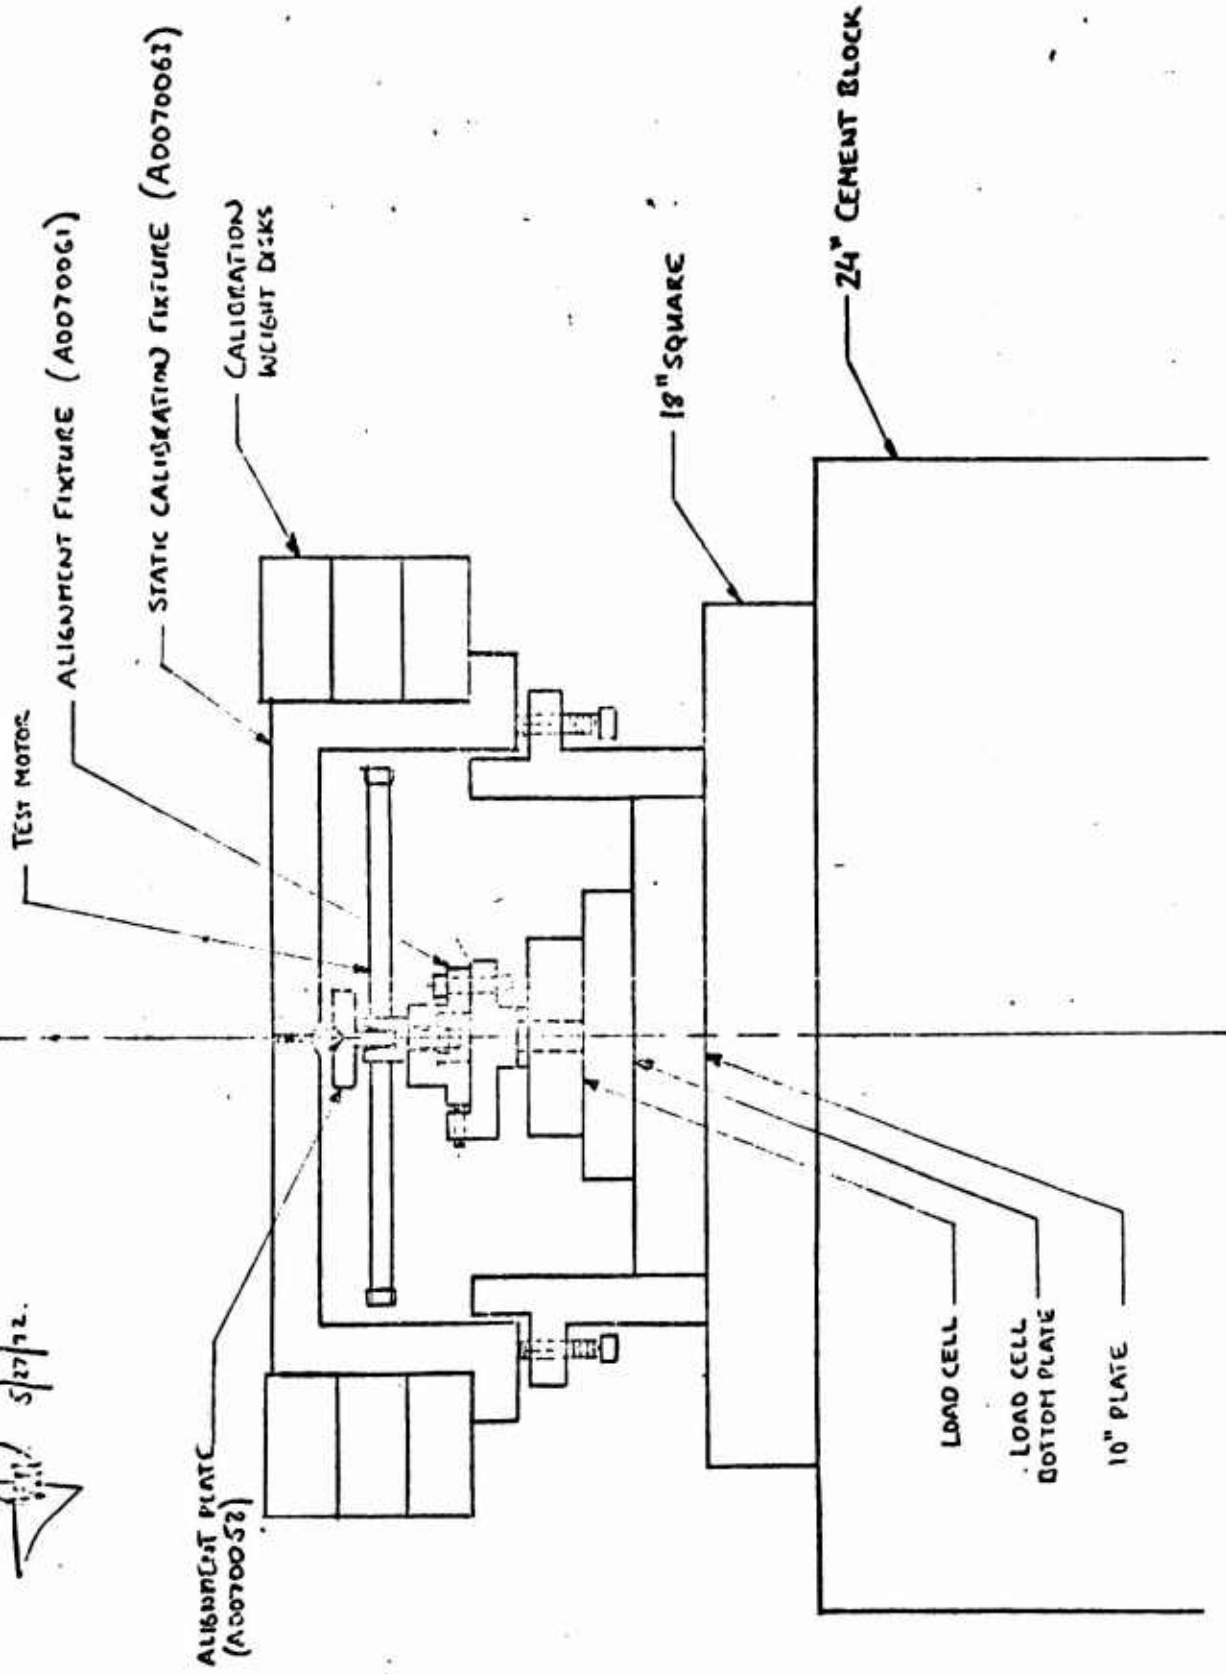 5/27/72.
TEST MOTOR
ALIGNMENT FIXTURE (A0070061)
STATIC CALIBRATION FIXTURE (A0070063)
CALIBRATION
WEIGHT DISKS
18" SQUARE
24" CEMENT BLOCK
ALIGNMENT PLATE
(A0070052)
LOAD CELL
LOAD CELL
BOTTOM PLATE
10" PLATE